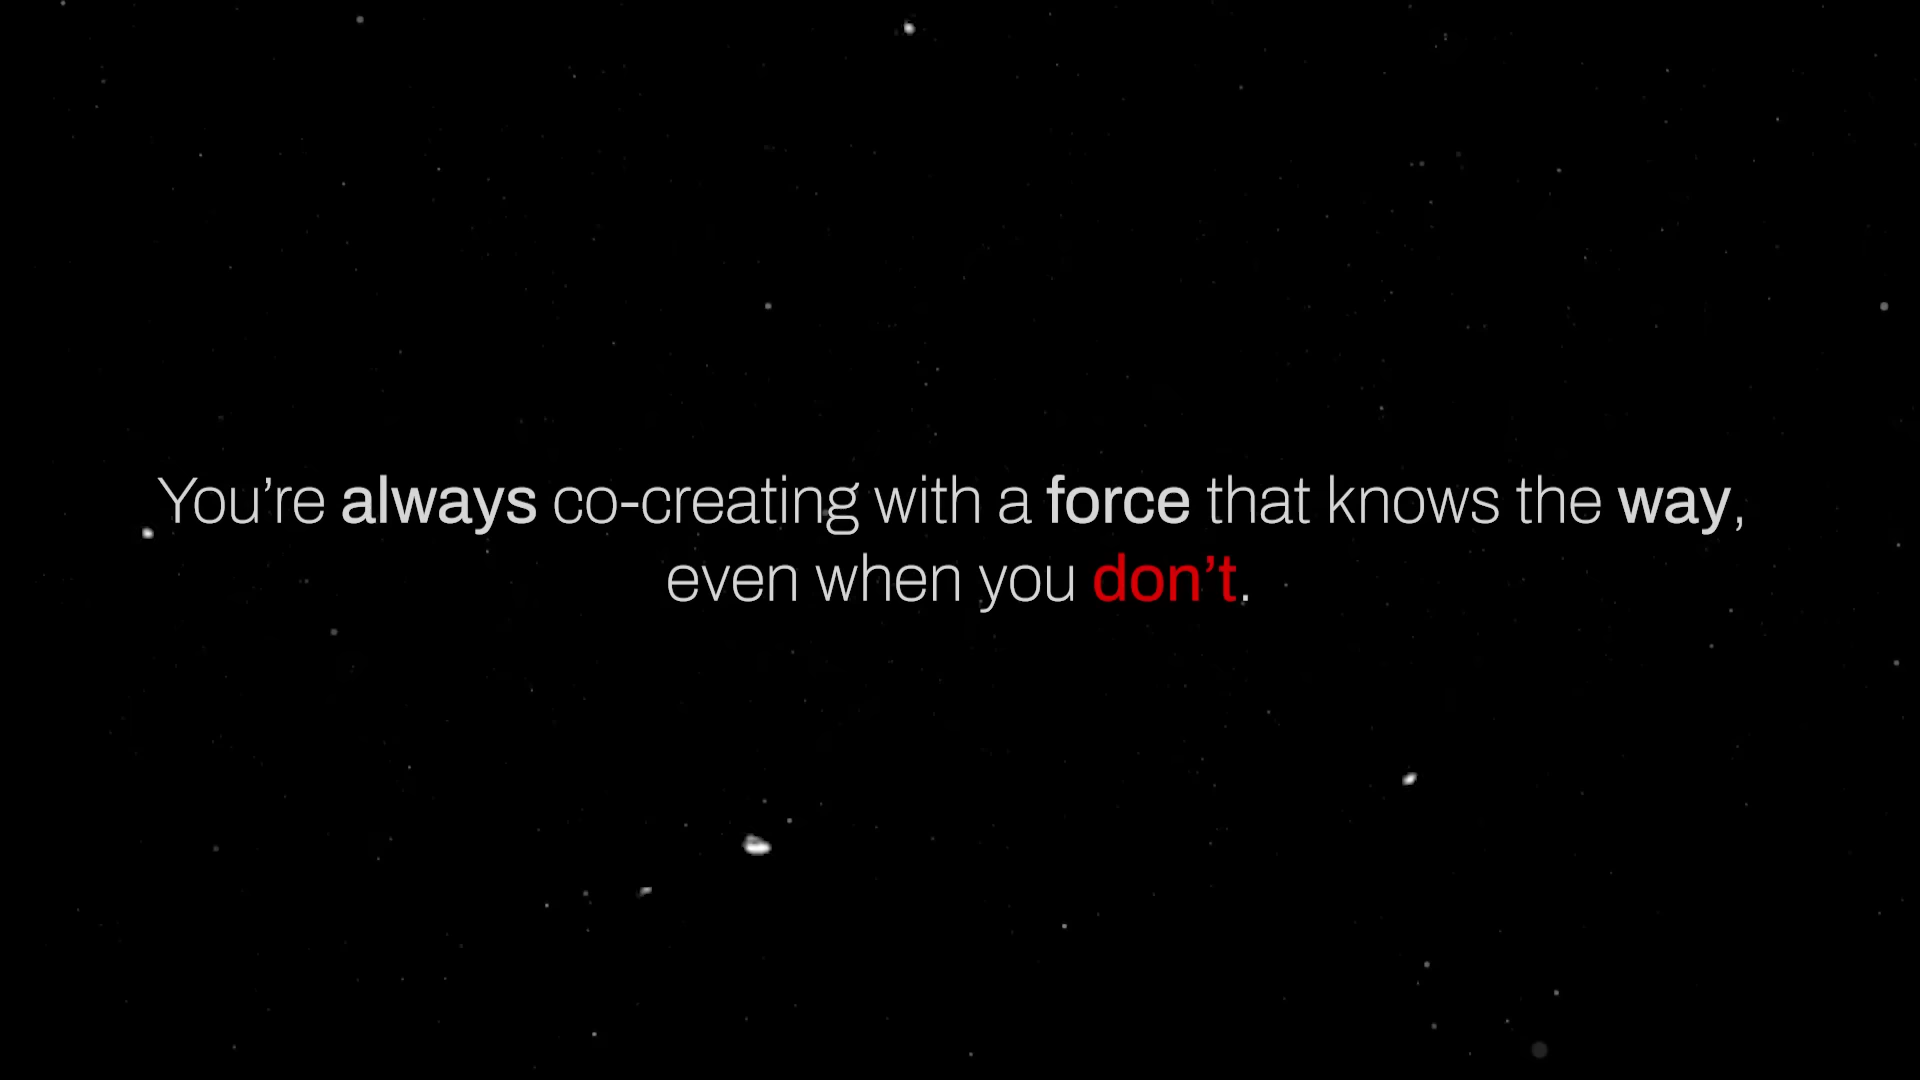 You’re always co-creating with a force that knows the way,
even when you don’t.